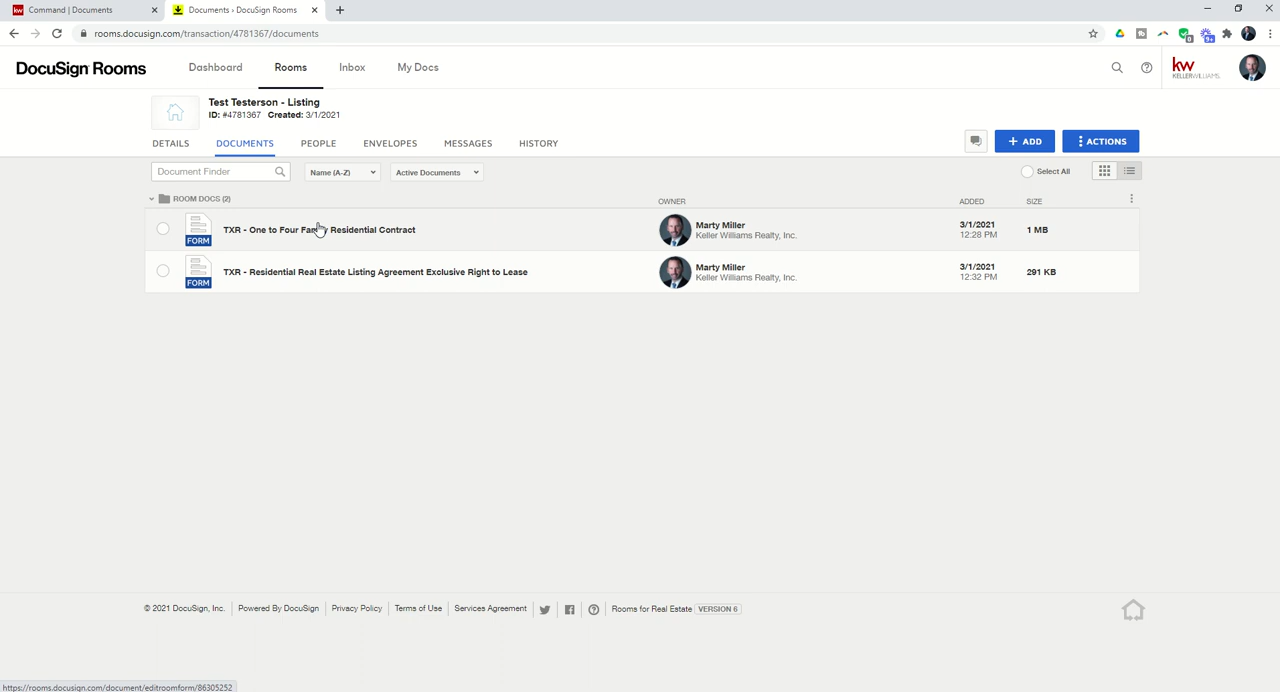 Command | Documents
Documents › DocuSign Rooms
rooms.docusign.com/transaction/4781367/documents
DocuSign Rooms
Dashboard
Rooms
Inbox
My Docs
kw
KELLERWILLIAMS
Test Testerson - Listing
ID: #4781367 Created: 3/1/2021
DETAILS
DOCUMENTS
PEOPLE
ENVELOPES
MESSAGES
HISTORY
+ ADD
ACTIONS
Document Finder
Name (A-Z)
Active Documents
Select All
ROOM DOCS (2)
OWNER
ADDED
SIZE
FORM
TXR - One to Four Family Residential Contract
Marty Miller
Keller Williams Realty, Inc.
3/1/2021
12:28 PM
1 MB
FORM
TXR - Residential Real Estate Listing Agreement Exclusive Right to Lease
Marty Miller
Keller Williams Realty, Inc.
3/1/2021
12:32 PM
291 KB
© 2021 DocuSign, Inc.
Powered By DocuSign
Privacy Policy
Terms of Use
Services Agreement
Rooms for Real Estate VERSION 6
https://rooms.docusign.com/document/editroomform/86305252